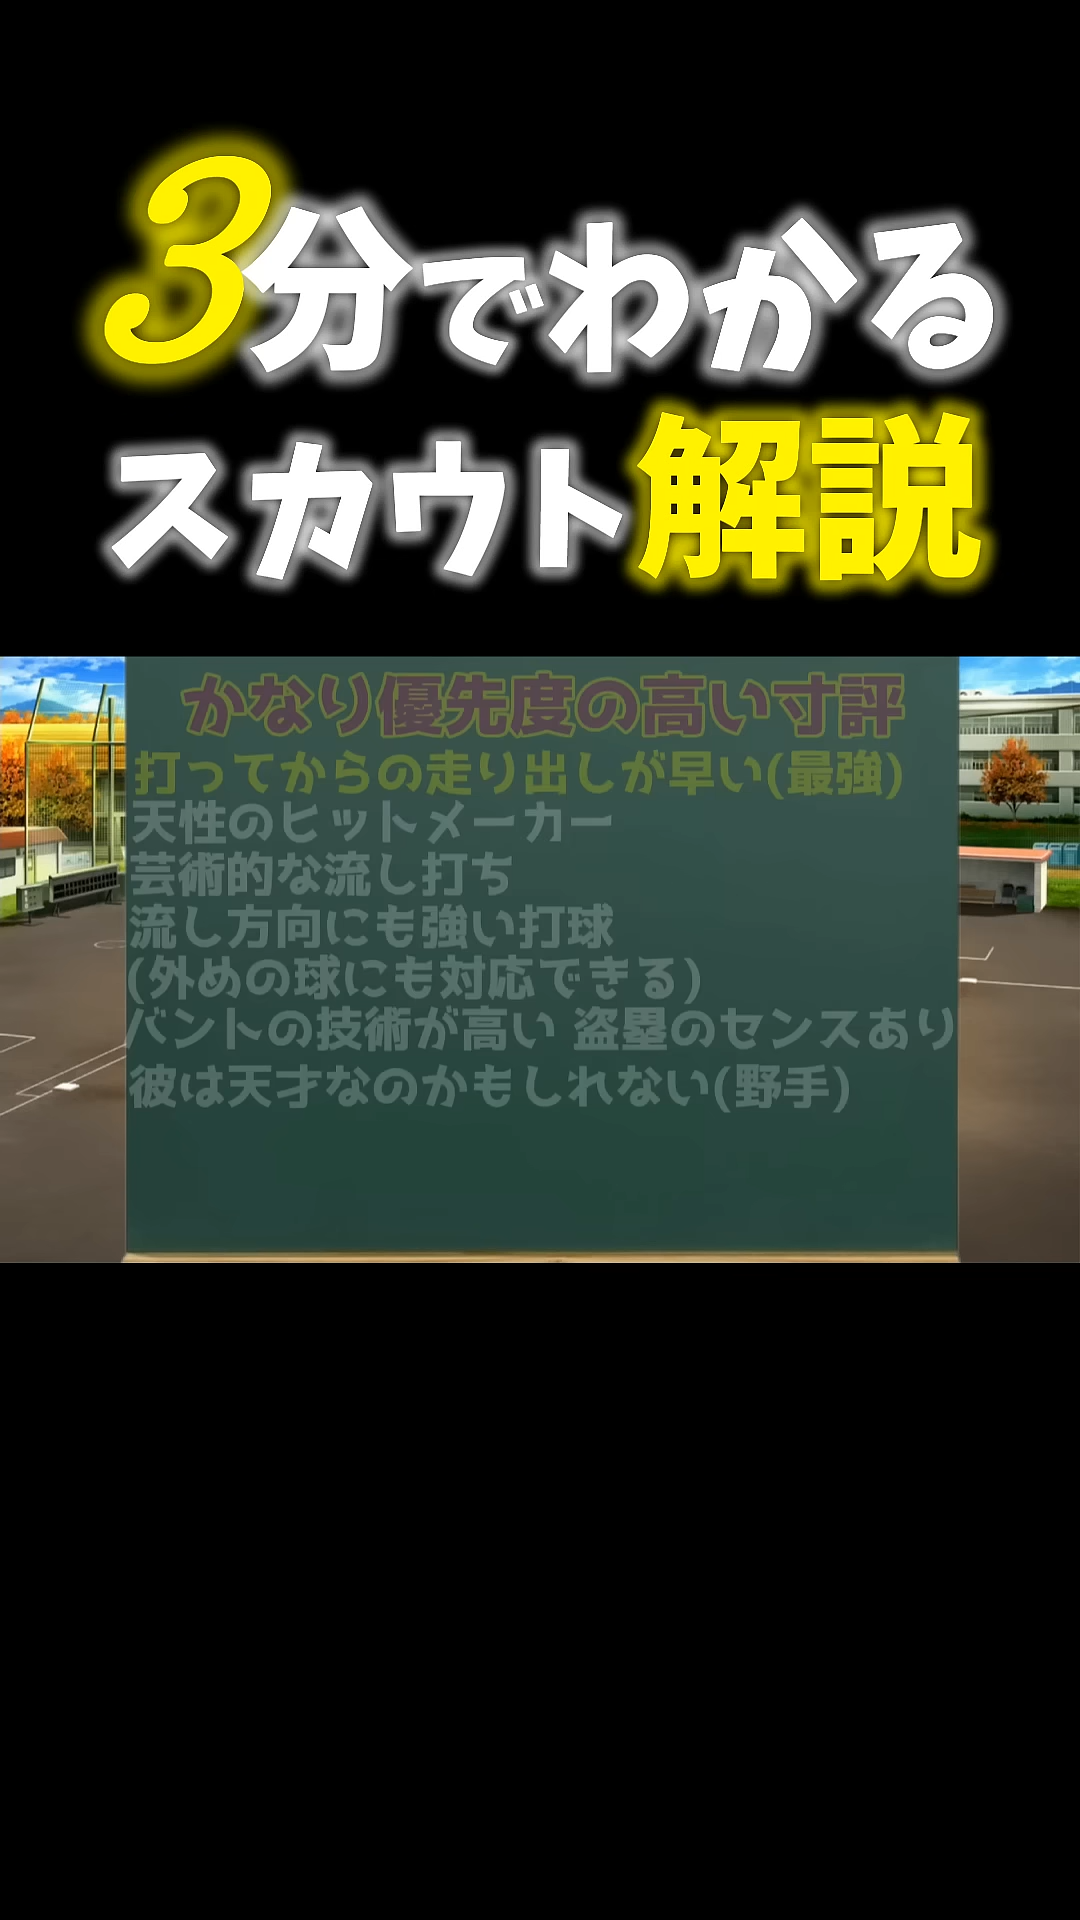 3分でわかる
スカウト解説
かなり優先度の高い寸評
打ってからの走り出しが早い(最強)
天性のヒットメーカー
芸術的な流し打ち
流し方向にも強い打球
(外めの球にも対応できる)
バントの技術が高い 盗塁のセンスあり
彼は天才なのかもしれない(野手)